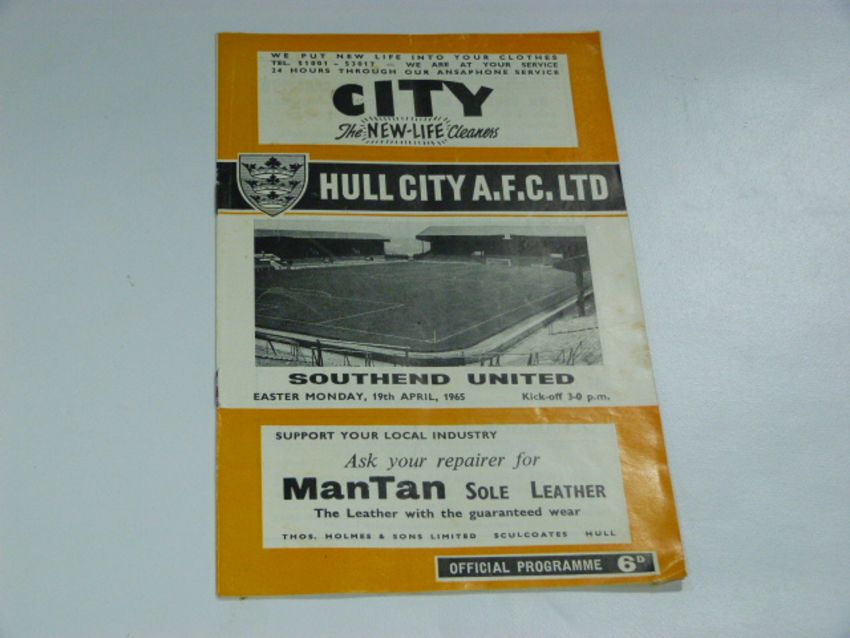 WE PUT NEW LIFE INTO YOUR CLOTHES
TEL. 51001 - 53017 - WE ARE AT YOUR SERVICE
24 HOURS THROUGH OUR ANSAPHONE SERVICE
CITY
The NEW-LIFE Cleaners
HULL CITY A.F.C. LTD
SOUTHEND UNITED
EASTER MONDAY, 19th APRIL, 1965 Kick-off 3-0 p.m.
SUPPORT YOUR LOCAL INDUSTRY
Ask your repairer for
ManTan SOLE LEATHER
The Leather with the guaranteed wear
THOS. HOLMES & SONS LIMITED SCULCOATES HULL
OFFICIAL PROGRAMME 6D